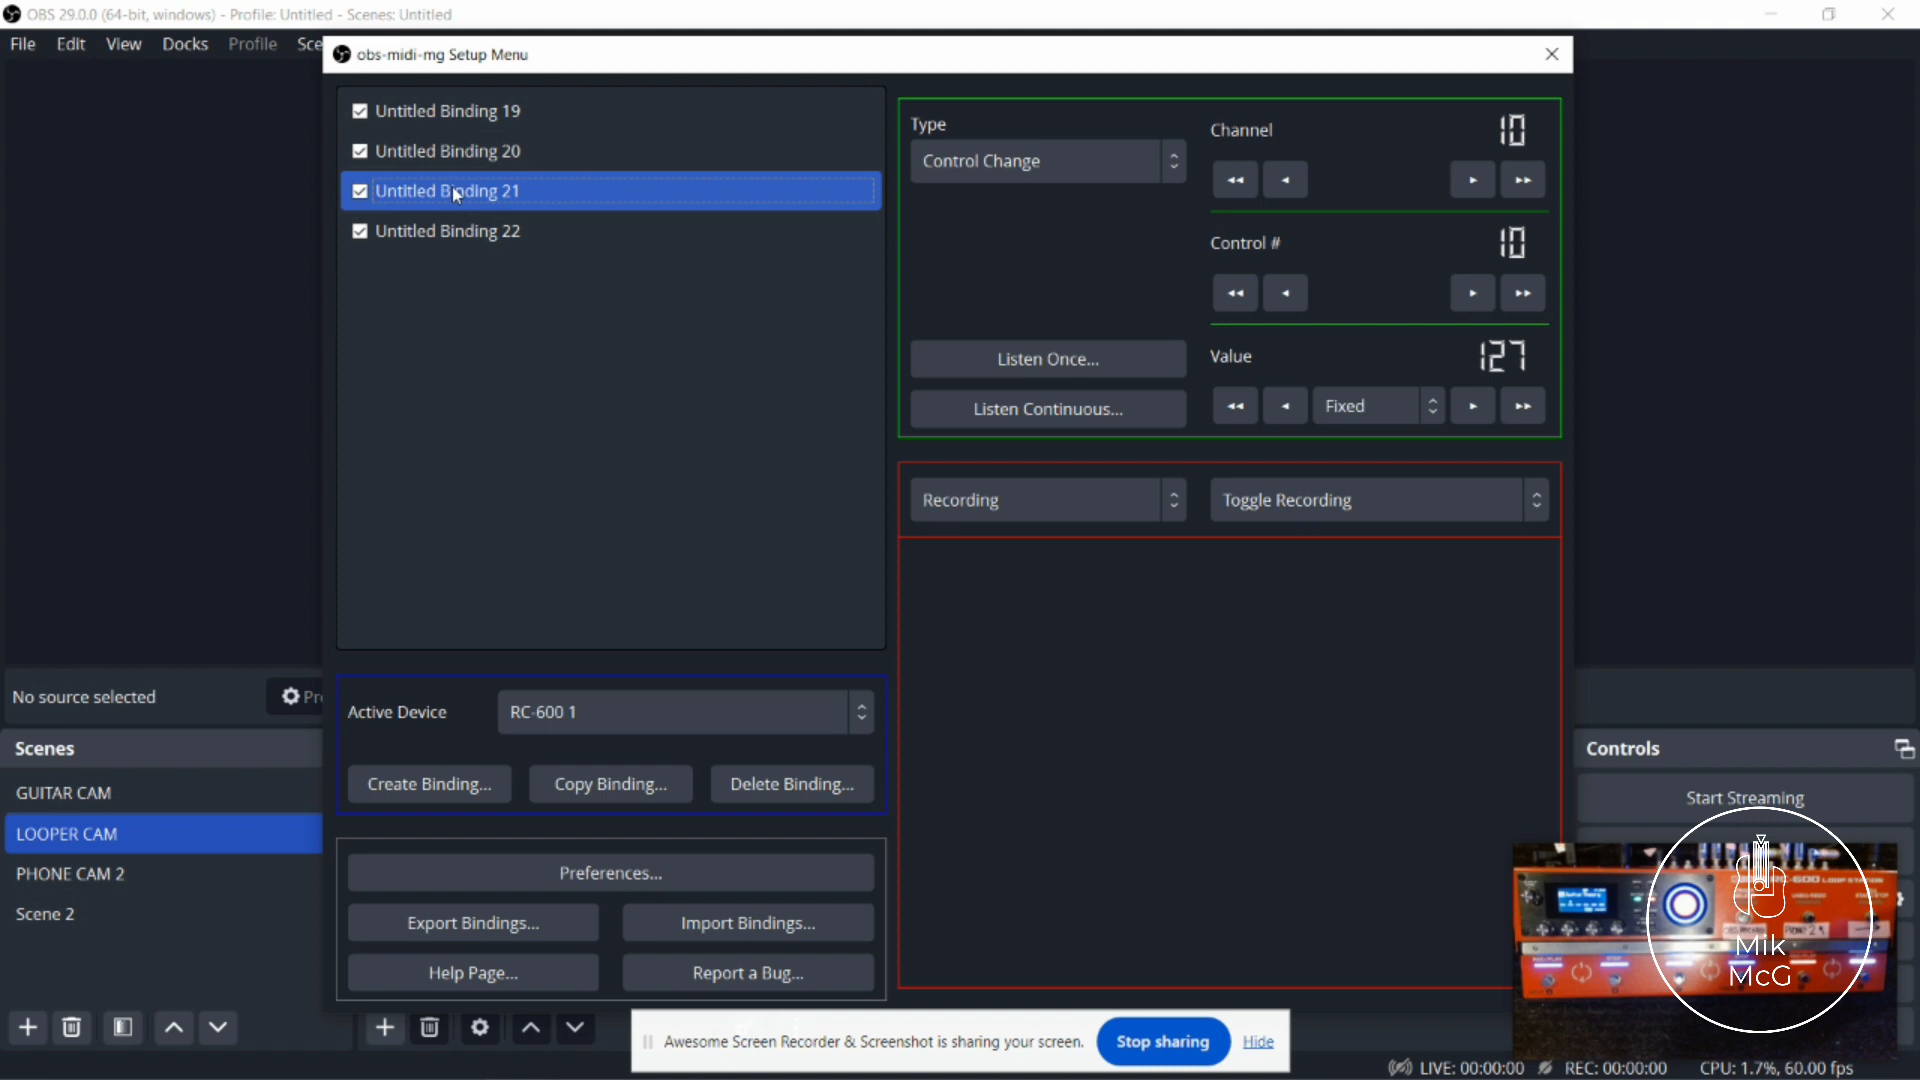 OBS 29.0.0 (64-bit, windows) - Profile: Untitled - Scenes: Untitled
File Edit View Docks Profile Sce
obs-midi-mg Setup Menu
Untitled Binding 19
Untitled Binding 20
Untitled Binding 21
Untitled Binding 22
Type
Control Change
Channel
10
Control #
10
Listen Once...
Value
127
Listen Continuous...
Fixed
Recording
Toggle Recording
No source selected
Pr
Active Device
RC-600 1
Create Binding...
Copy Binding...
Delete Binding...
Preferences...
Export Bindings...
Import Bindings...
Help Page...
Report a Bug...
Scenes
GUITAR CAM
LOOPER CAM
PHONE CAM 2
Scene 2
Controls
Start Streaming
RC-600 LOOP STATION
Mik
McG
Awesome Screen Recorder & Screenshot is sharing your screen.
Stop sharing
Hide
LIVE: 00:00:00
REC: 00:00:00
CPU: 1.7%, 60.00 fps